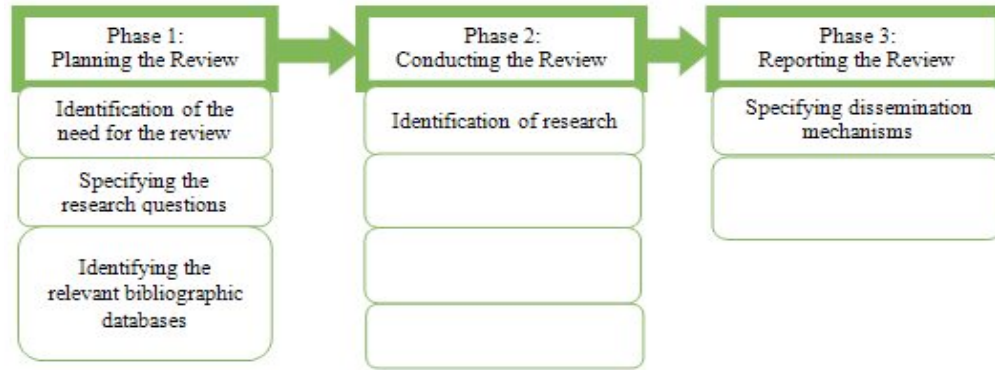 Phase 1:
Planning the Review
Identification of the
need for the review
Specifying the
research questions
Identifying the
relevant bibliographic
databases
Phase 2:
Conducting the Review
Identification of research
Phase 3:
Reporting the Review
Specifying dissemination
mechanisms